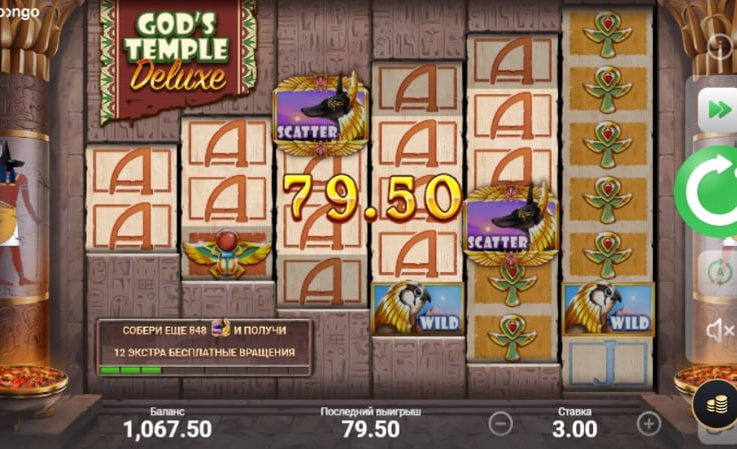 oongo
GOD'S
TEMPLE
Deluxe
SCATTER
79.50
SCATTER
WILD
WILD
СОБЕРИ ЕЩЕ 848 И ПОЛУЧИ
12 ЭКСТРА БЕСПЛАТНЫЕ ВРАЩЕНИЯ
A A A A A A A A A A A A A A A
J
Баланс
Последний выигрыш
Ставка
1,067.50
79.50
3.00